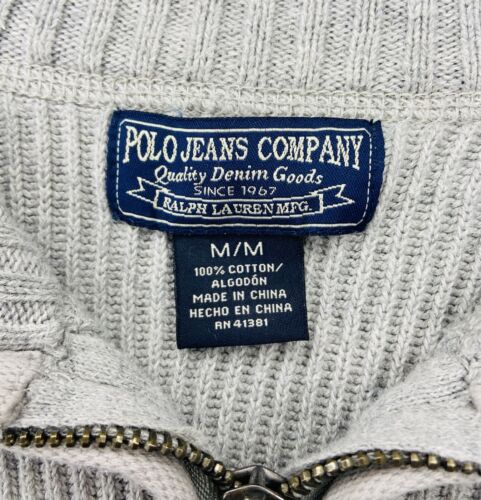 POLO JEANS COMPANY
Quality Denim Goods
SINCE 1967
RALPH LAUREN MFG.
M/M
100% COTTON/
ALGODÓN
MADE IN CHINA
HECHO EN CHINA
RN 41381